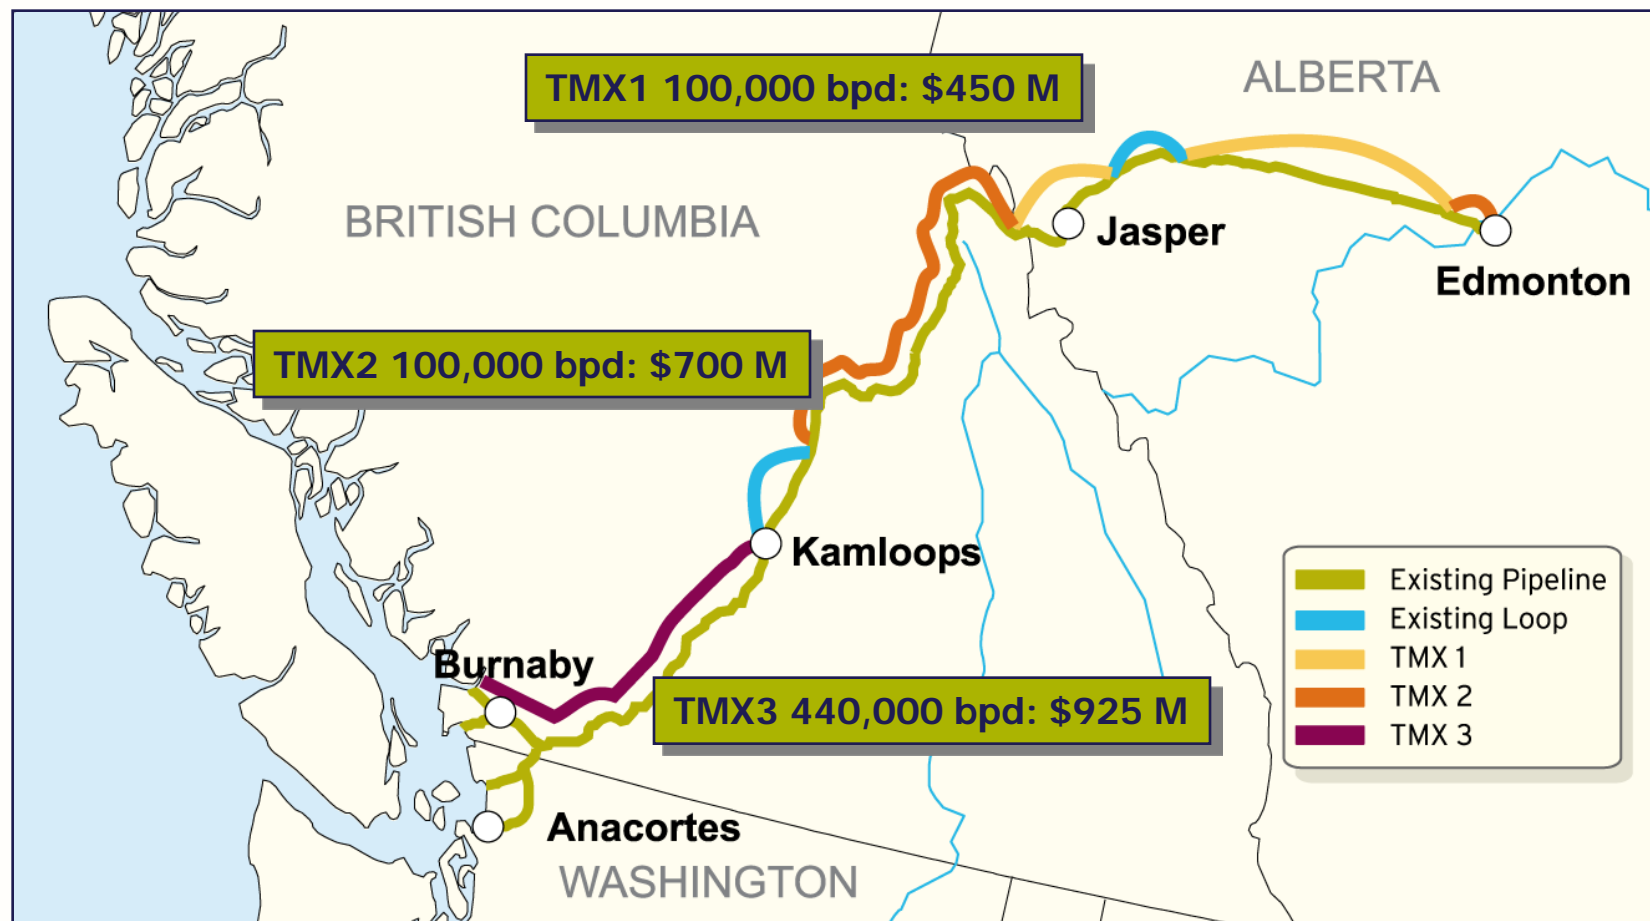 TMX1 100,000 bpd: $450 M
ALBERTA
BRITISH COLUMBIA
Jasper
Edmonton
TMX2 100,000 bpd: $700 M
Kamloops
Existing Pipeline
Existing Loop
TMX 1
TMX 2
TMX 3
Burnaby
TMX3 440,000 bpd: $925 M
Anacortes
WASHINGTON